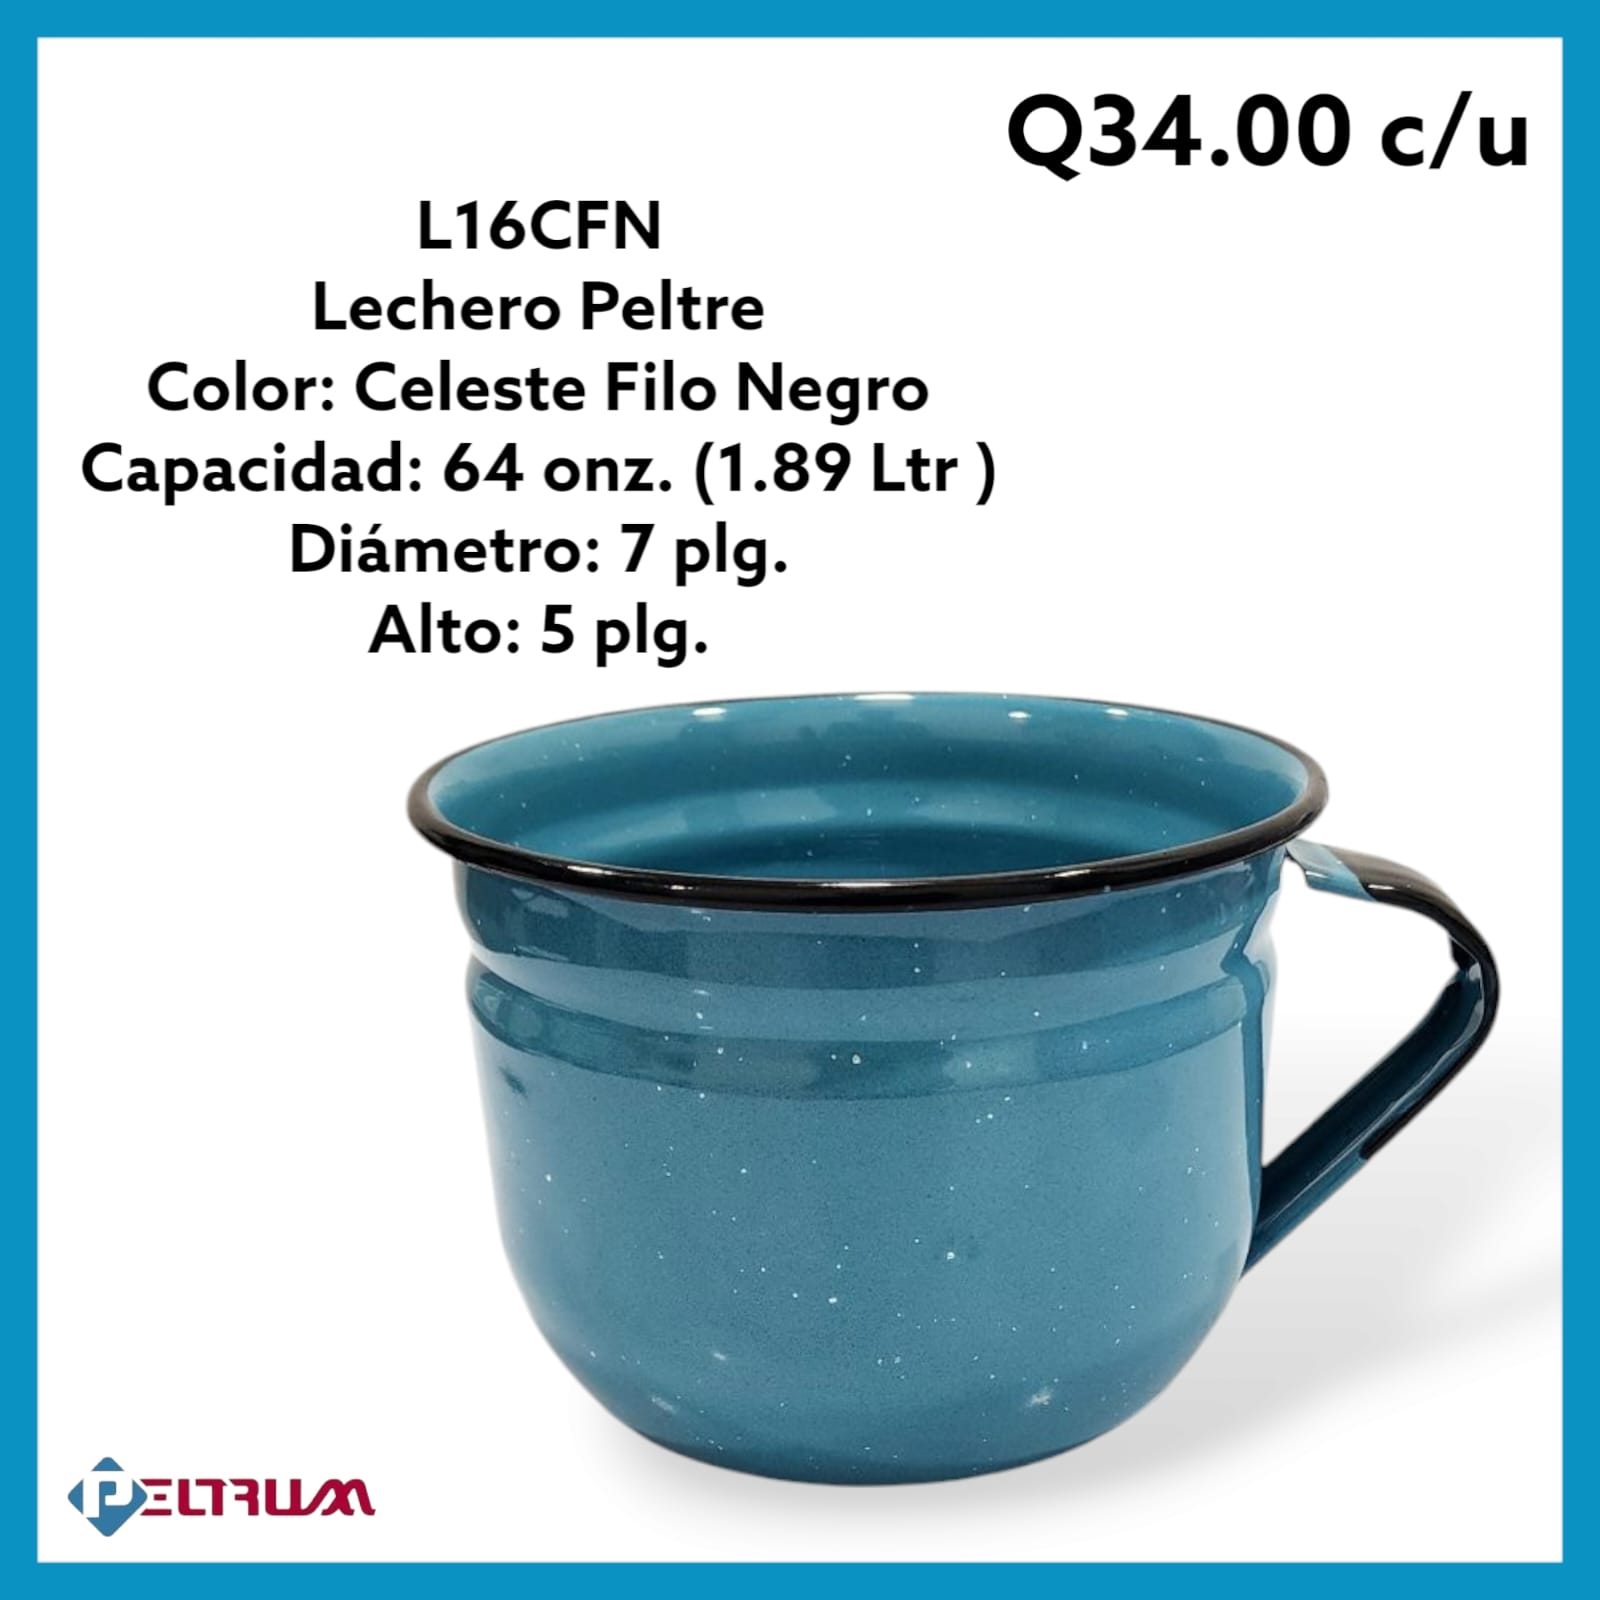 Q34.00 c/u
L16CFN
Lechero Peltre
Color: Celeste Filo Negro
Capacidad: 64 onz. (1.89 Ltr )
Diámetro: 7 plg.
Alto: 5 plg.
PELTRUM